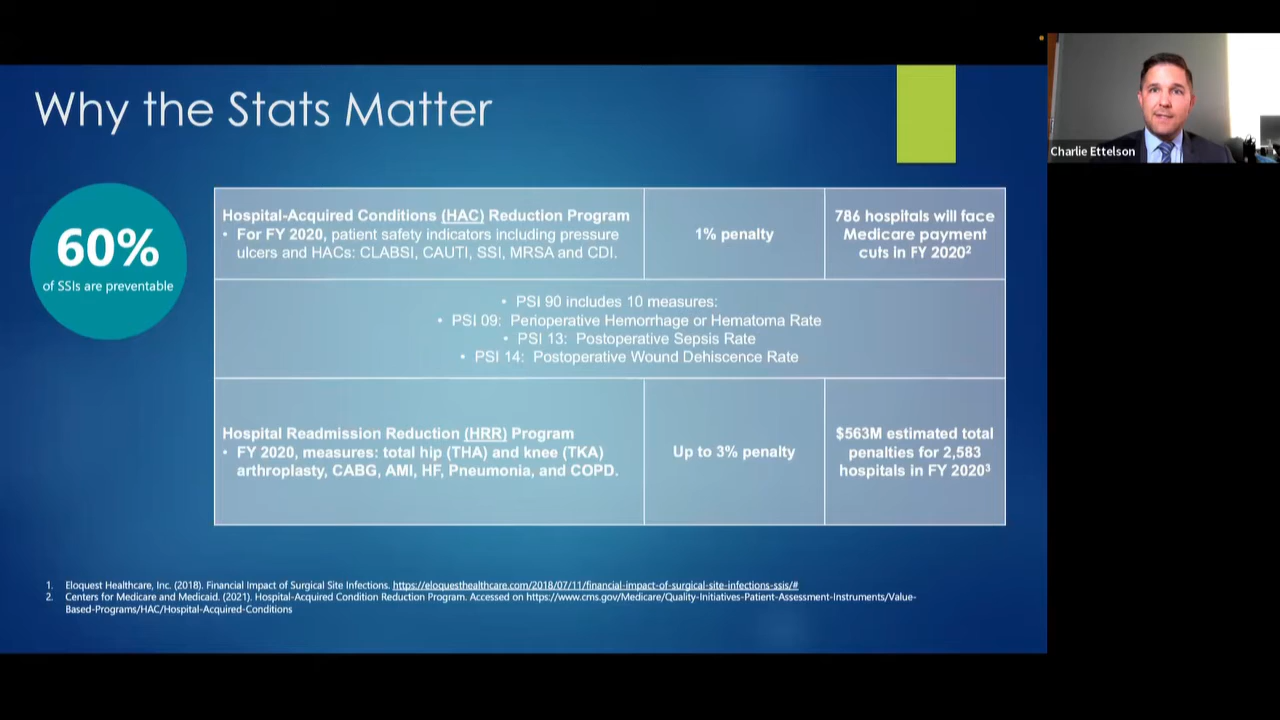 Why the Stats Matter
Charlie Ettelson
60%
of SSIs are preventable
Hospital-Acquired Conditions (HAC) Reduction Program
• For FY 2020, patient safety indicators including pressure
ulcers and HACs: CLABSI, CAUTI, SSI, MRSA and CDI.
1% penalty
786 hospitals will face
Medicare payment
cuts in FY 2020²
• PSI 90 includes 10 measures:
• PSI 09: Perioperative Hemorrhage or Hematoma Rate
• PSI 13: Postoperative Sepsis Rate
• PSI 14: Postoperative Wound Dehiscence Rate
Hospital Readmission Reduction (HRR) Program
• FY 2020, measures: total hip (THA) and knee (TKA)
arthroplasty, CABG, AMI, HF, Pneumonia, and COPD.
Up to 3% penalty
$563M estimated total
penalties for 2,583
hospitals in FY 2020³
1. Eloquest Healthcare, Inc. (2018). Financial Impact of Surgical Site Infections. https://eloquesthealthcare.com/2018/07/11/financial-impact-of-surgical-site-infections-ssis/#
2. Centers for Medicare and Medicaid. (2021). Hospital-Acquired Condition Reduction Program. Accessed on https://www.cms.gov/Medicare/Quality-Initiatives-Patient-Assessment-Instruments/Value-
Based-Programs/HAC/Hospital-Acquired-Conditions